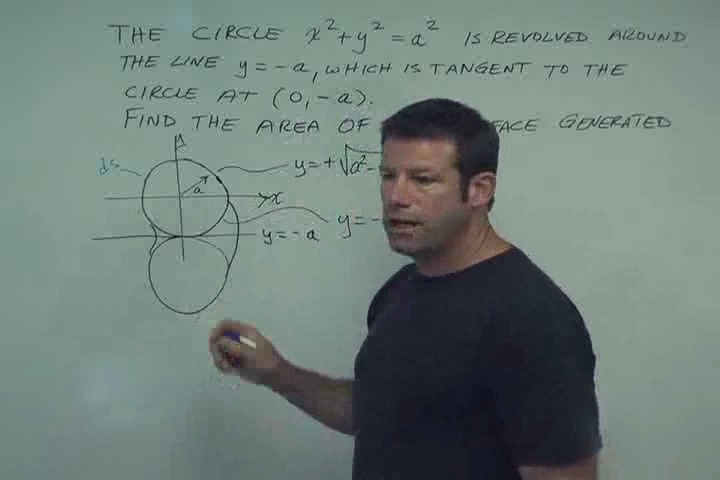 THE CIRCLE x² + y² = a² IS REVOLVED AROUND
THE LINE y = -a, WHICH IS TANGENT TO THE
CIRCLE AT (0, -a).
FIND THE AREA OF FACE GENERATED
ds
y = + √a² -
a
x
y = -a
y = -